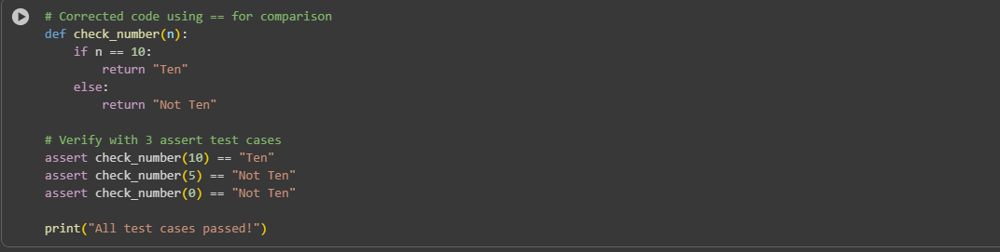 # Corrected code using == for comparison
def check_number(n):
    if n == 10:
        return "Ten"
    else:
        return "Not Ten"

# Verify with 3 assert test cases
assert check_number(10) == "Ten"
assert check_number(5) == "Not Ten"
assert check_number(0) == "Not Ten"

print("All test cases passed!")